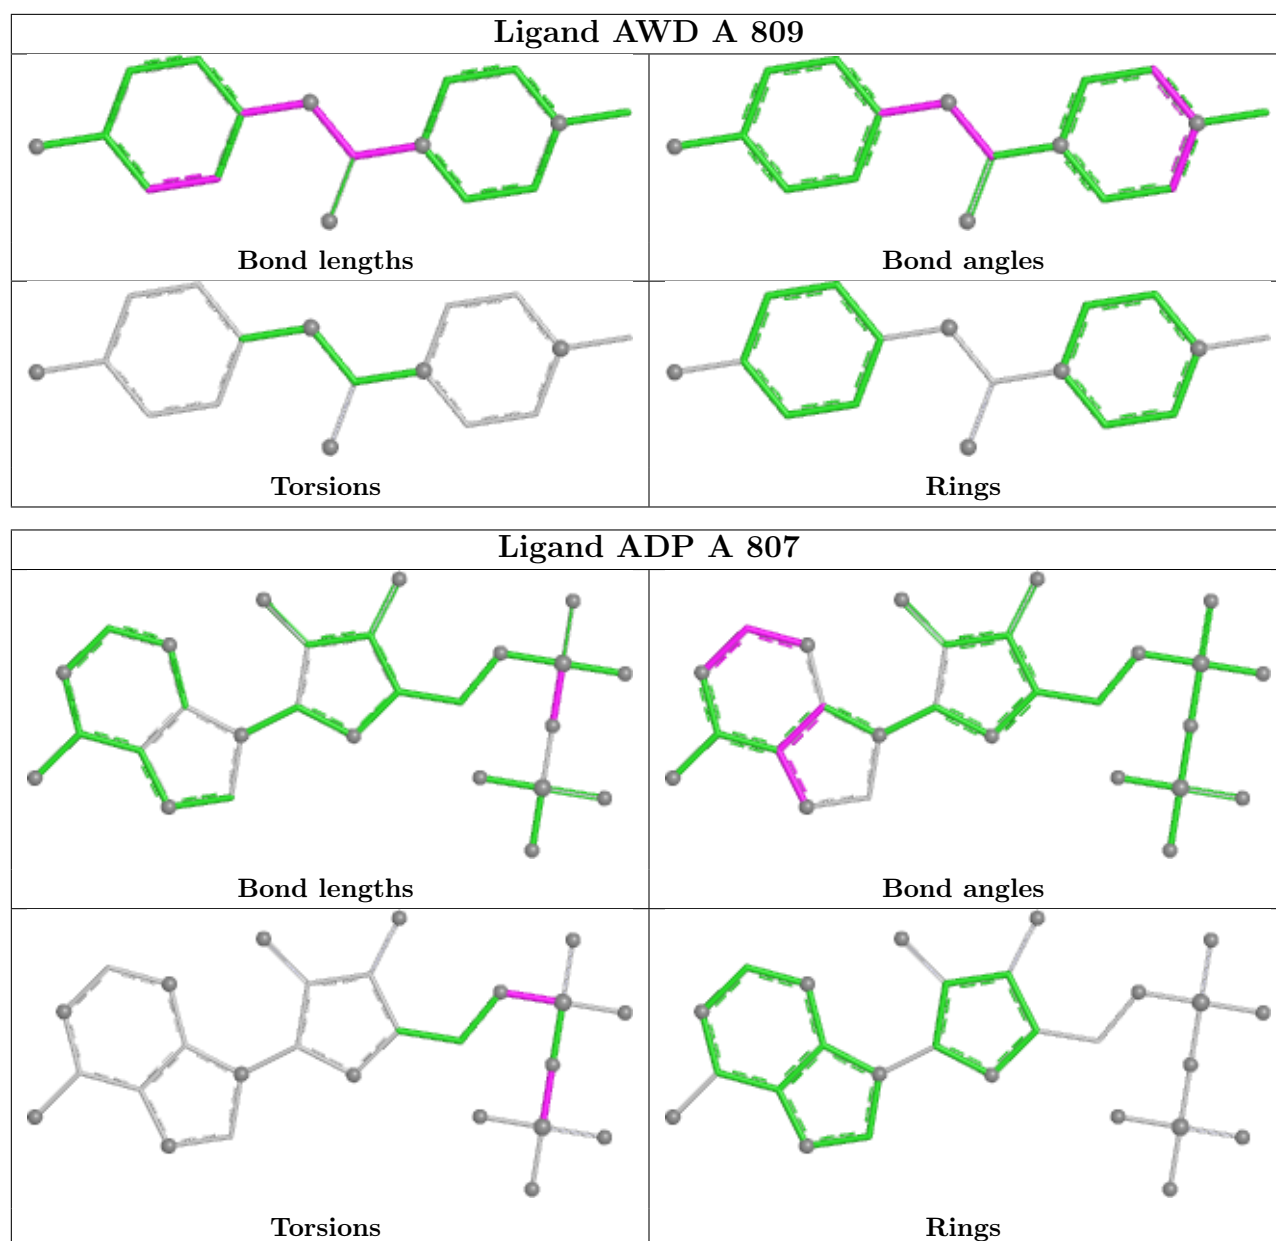 Ligand AWD A 809
Bond lengths
Bond angles
Torsions
Rings
Ligand ADP A 807
Bond lengths
Bond angles
Torsions
Rings